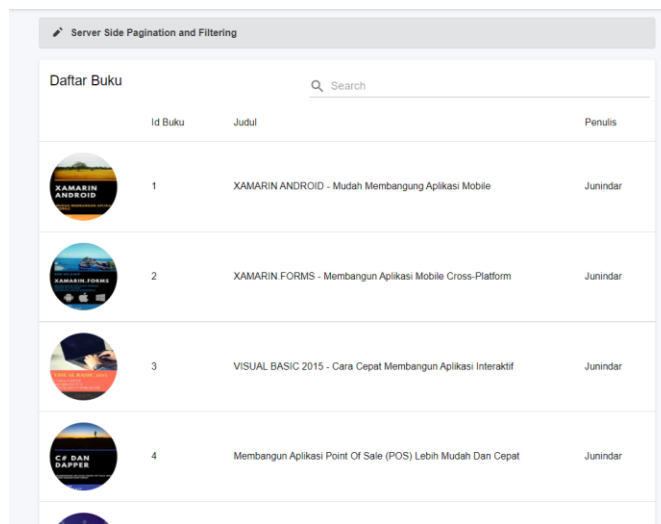 Server Side Pagination and Filtering
Daftar Buku
Search
Id Buku Judul Penulis
XAMARIN
ANDROID
1 XAMARIN ANDROID - Mudah Membangung Aplikasi Mobile Junindar
XAMARIN.FORMS
2 XAMARIN.FORMS - Membangun Aplikasi Mobile Cross-Platform Junindar
3 VISUAL BASIC 2015 - Cara Cepat Membangun Aplikasi Interaktif Junindar
C# DAN
DAPPER
4 Membangun Aplikasi Point Of Sale (POS) Lebih Mudah Dan Cepat Junindar